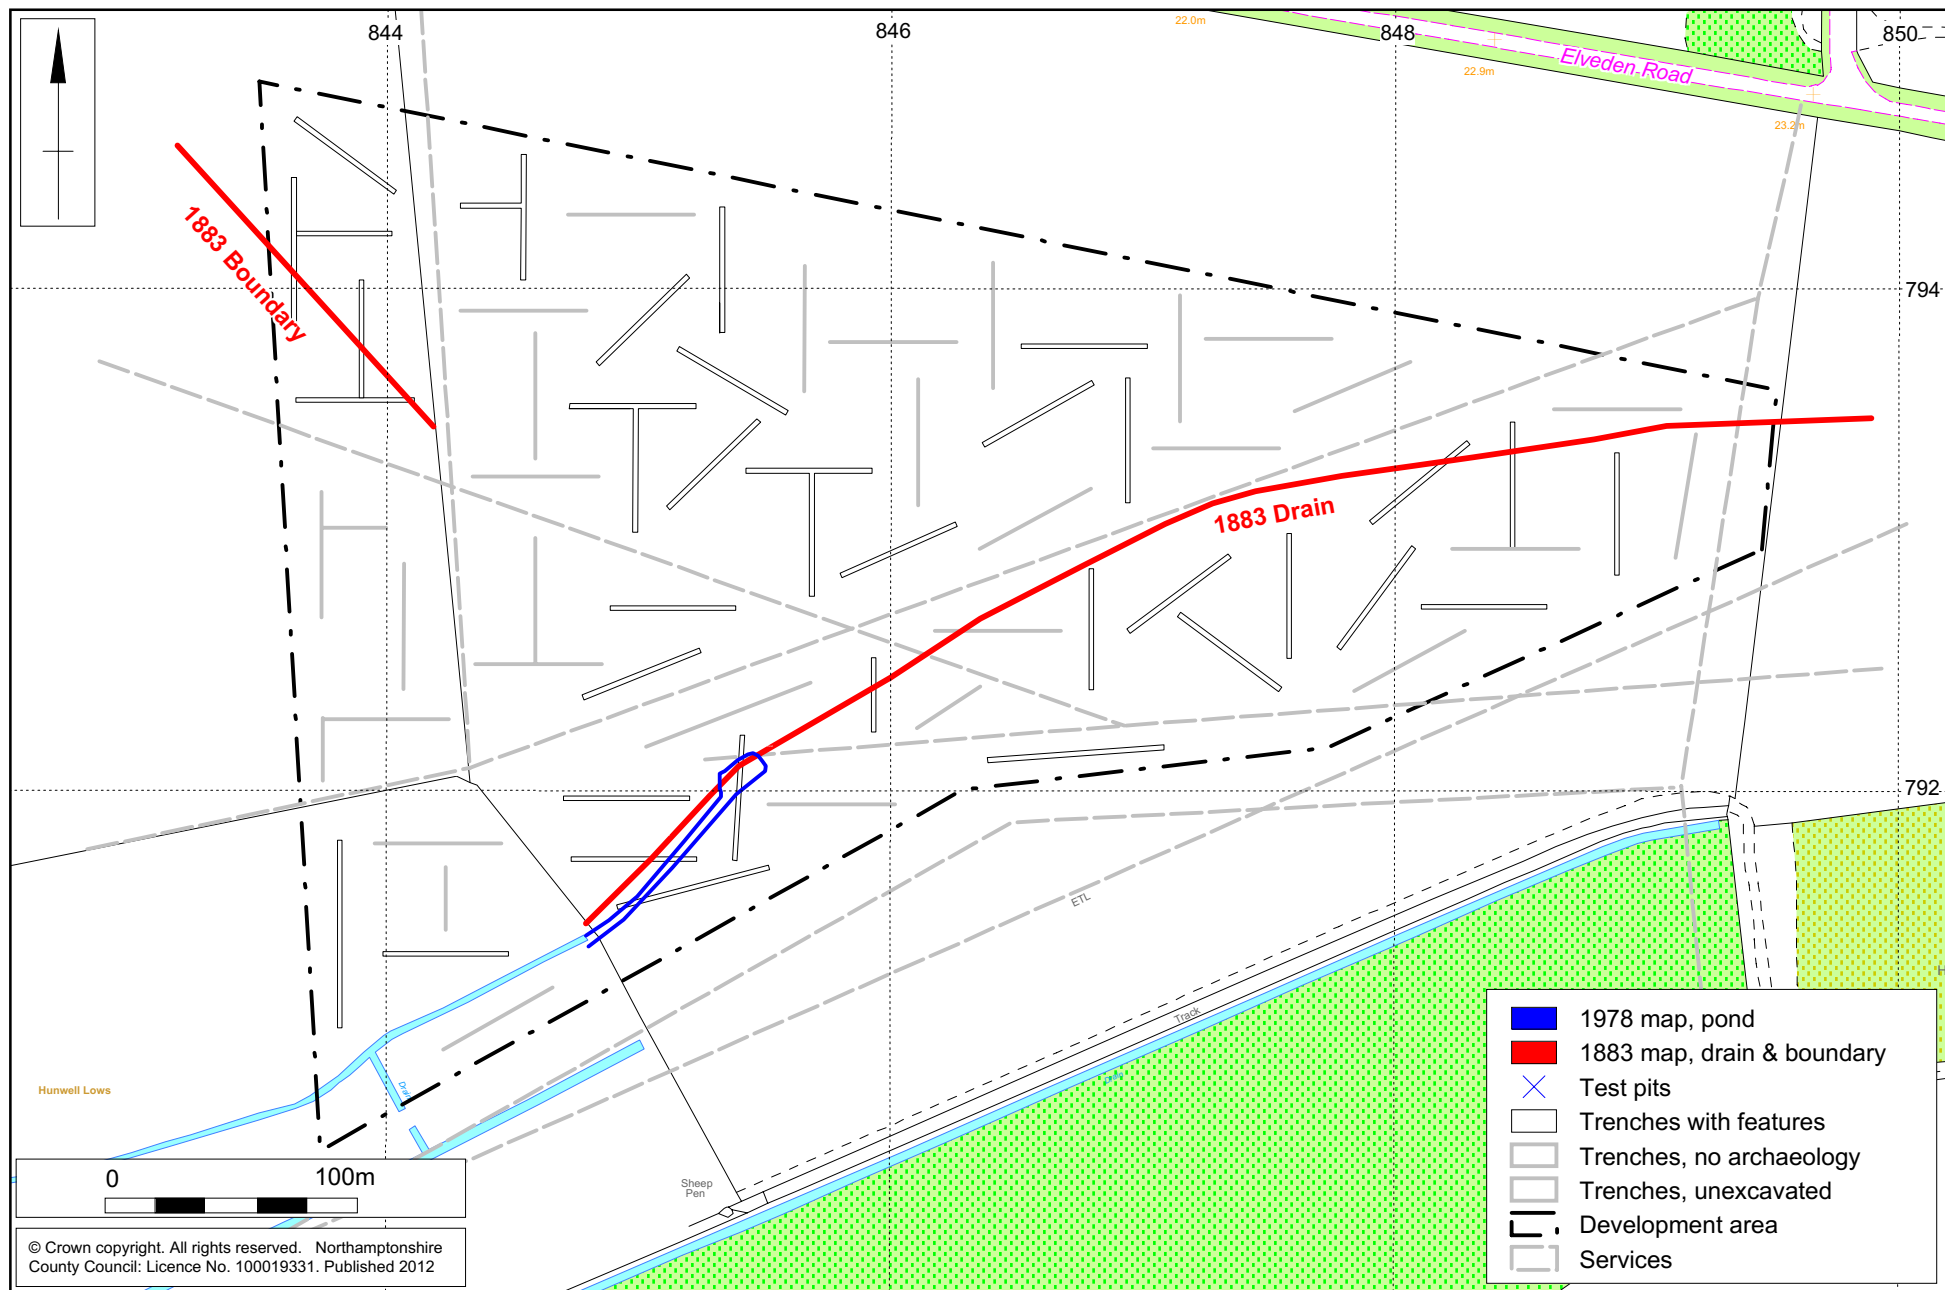 844
846
848
850
22.0m
Elveden Road
22.9m
23.2m
1883 Boundary
794
1883 Drain
792
ETL
Track
Drain
Drain
Hunwell Lows
Sheep
Pen
H
0 100m
© Crown copyright. All rights reserved. Northamptonshire
County Council: Licence No. 100019331. Published 2012
1978 map, pond
1883 map, drain & boundary
Test pits
Trenches with features
Trenches, no archaeology
Trenches, unexcavated
Development area
Services